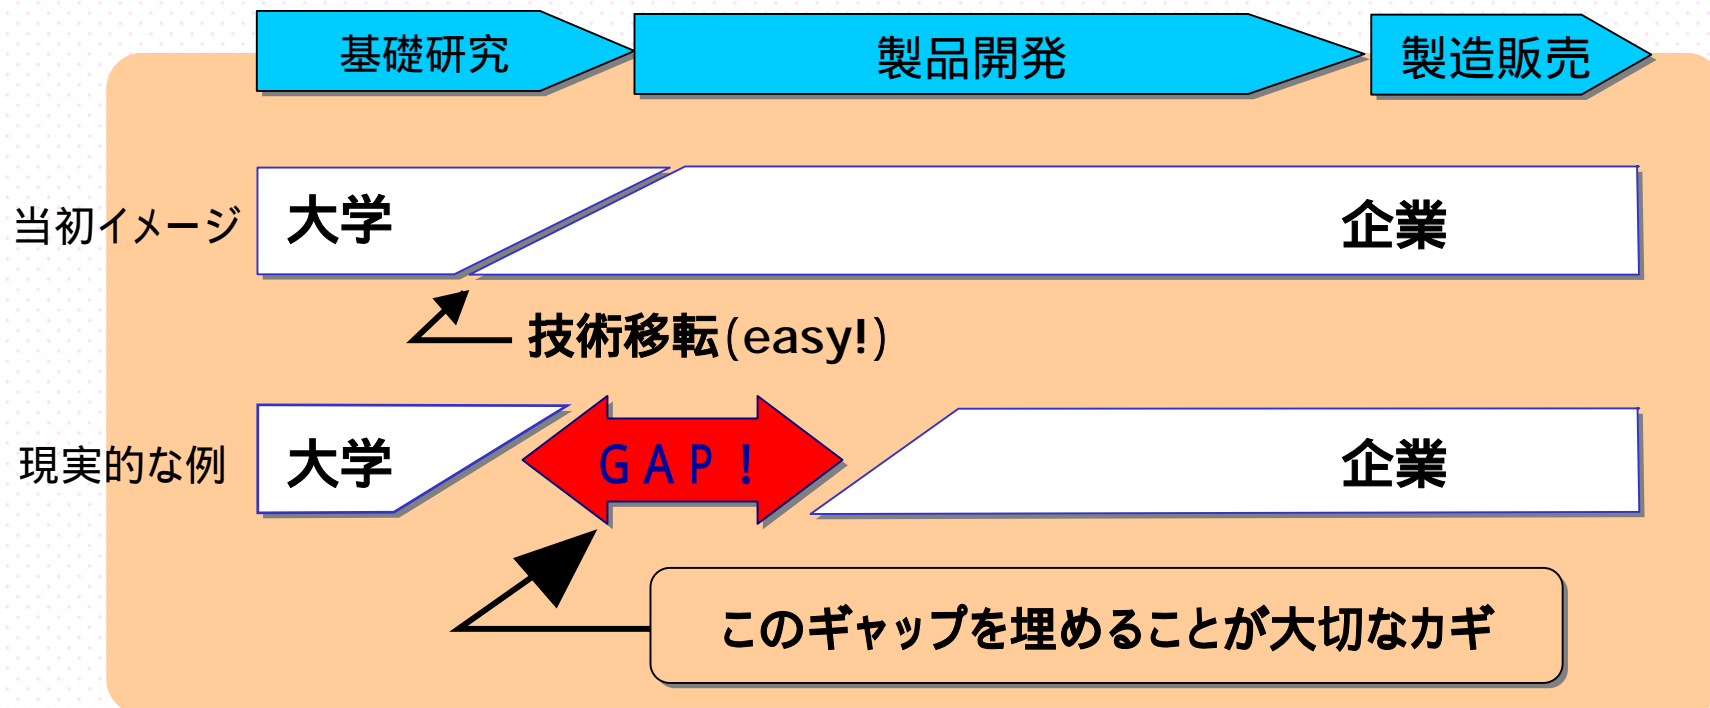 基礎研究
製品開発
製造販売
当初イメージ
大学
企業
技術移転(easy!)
現実的な例
大学
GAP!
企業
このギャップを埋めることが大切なカギ